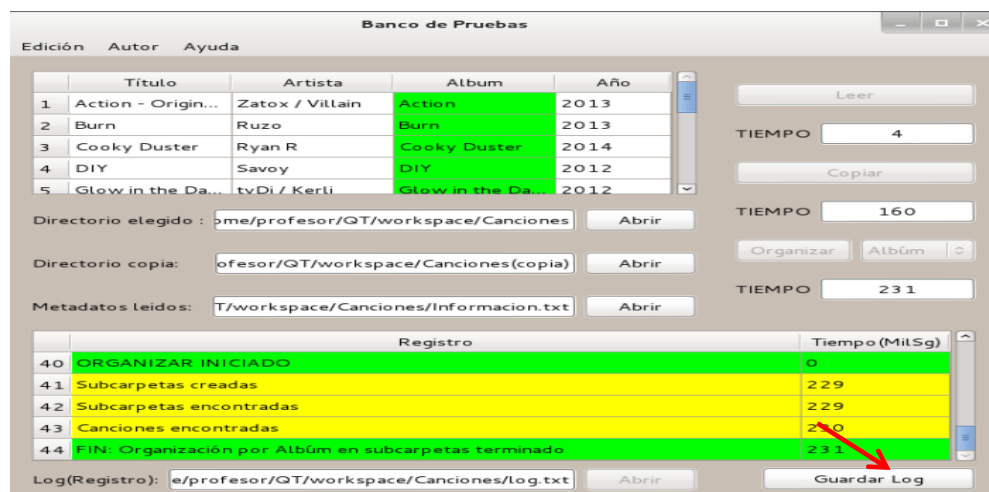 Banco de Pruebas
Edición Autor Ayuda
Título Artista Album Año
1 Action - Origin... Zatox / Villain Action 2013
2 Burn Ruzo Burn 2013
3 Cooky Duster Ryan R Cooky Duster 2014
4 DIY Savoy DIY 2012
5 Glow in the Da... tyDi / Kerli Glow in the Da... 2012
Leer
TIEMPO 4
Copiar
TIEMPO 160
Organizar Albúm
TIEMPO 231
Directorio elegido : ome/profesor/QT/workspace/Canciones Abrir
Directorio copia: ofesor/QT/workspace/Canciones(copia) Abrir
Metadatos leidos: T/workspace/Canciones/Informacion.txt Abrir
Registro Tiempo(MilSg)
40 ORGANIZAR INICIADO 0
41 Subcarpetas creadas 229
42 Subcarpetas encontradas 229
43 Canciones encontradas 230
44 FIN: Organización por Albúm en subcarpetas terminado 231
Log(Registro): e/profesor/QT/workspace/Canciones/log.txt Abrir Guardar Log